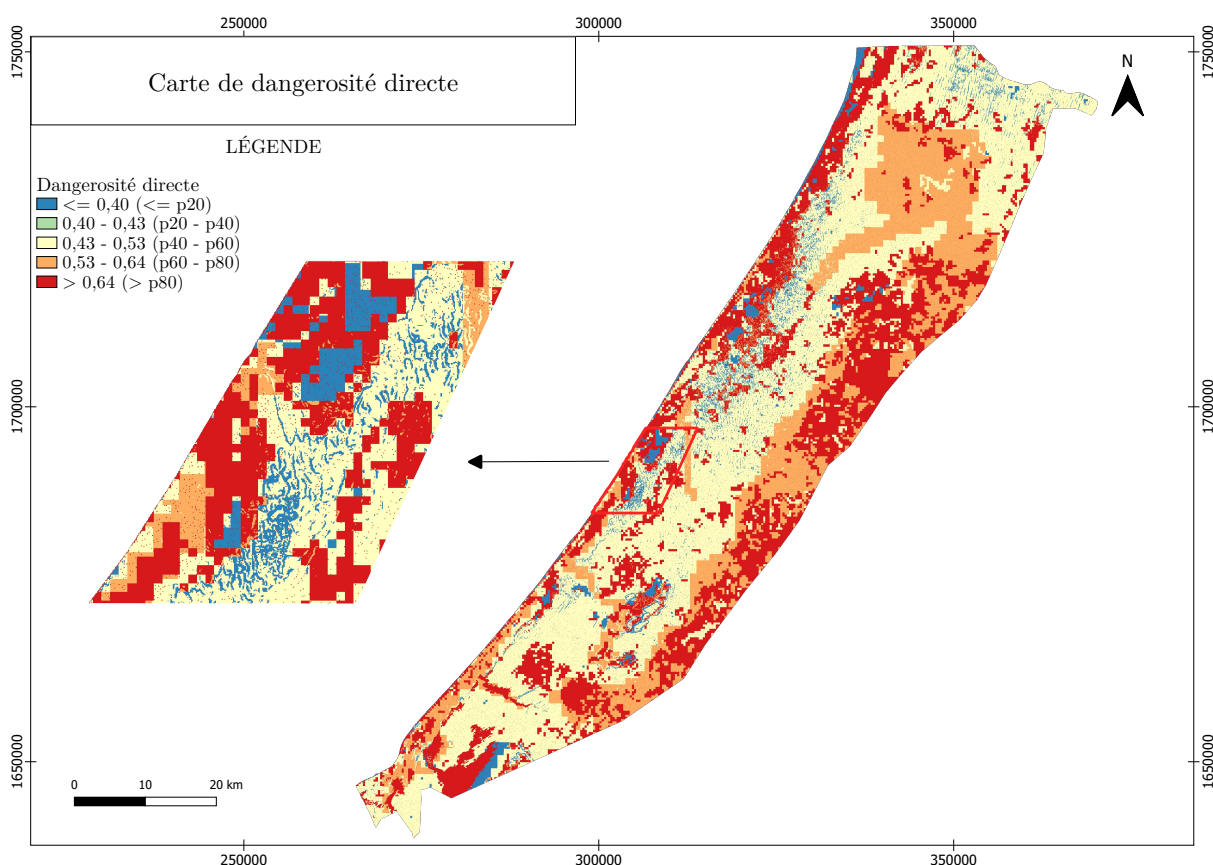 250000 300000 350000
1750000 1750000
Carte de dangerosité directe
N
LÉGENDE
Dangerosité directe
<= 0,40 (<= p20)
0,40 - 0,43 (p20 - p40)
0,43 - 0,53 (p40 - p60)
0,53 - 0,64 (p60 - p80)
> 0,64 (> p80)
1700000 1700000
1650000 1650000
0 10 20 km
250000 300000 350000